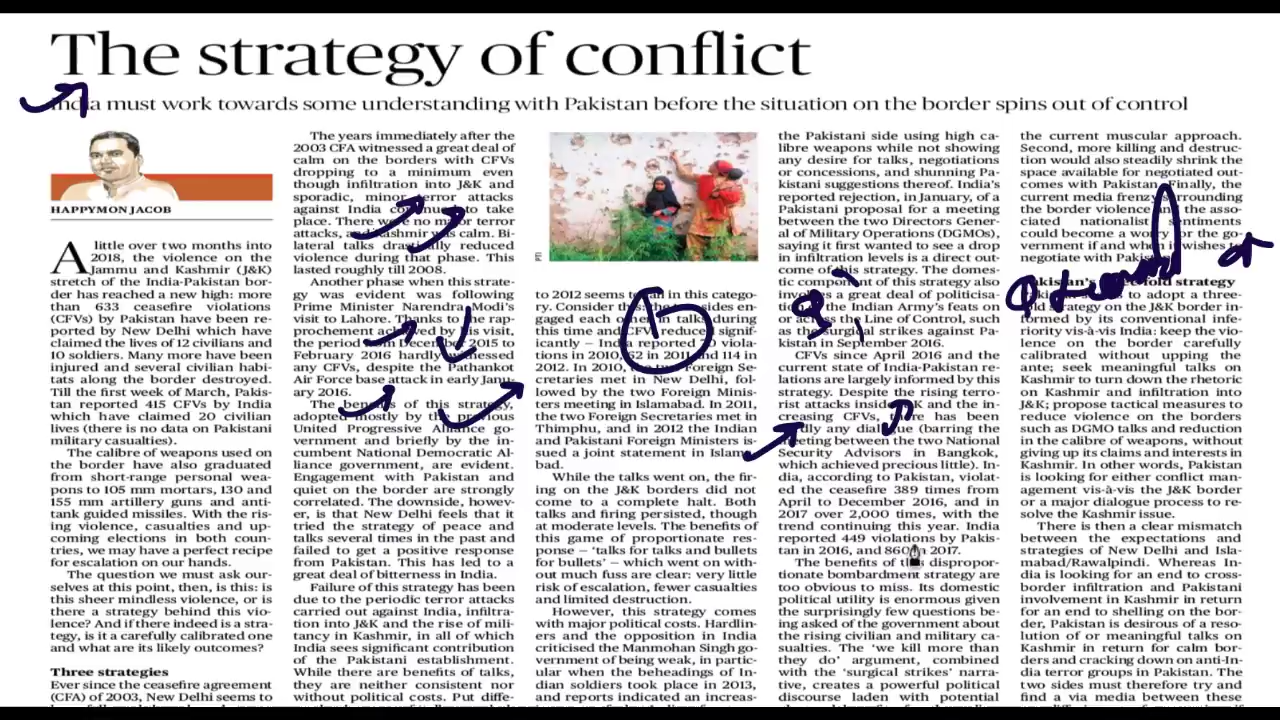 The strategy of conflict
India must work towards some understanding with Pakistan before the situation on the border spins out of control
HAPPYMON JACOB
A little over two months into
2018, the violence on the
Jammu and Kashmir (J&K)
stretch of the India-Pakistan bor-
der has reached a new high: more
than 633 ceasefire violations
(CFVs) by Pakistan have been re-
ported by New Delhi which have
claimed the lives of 12 civilians and
10 soldiers. Many more have been
injured and several civilian habi-
tats along the border destroyed.
Till the first week of March, Pakis-
tan reported 415 CFVs by India
which have claimed 20 civilian
lives (there is no data on Pakistani
military casualties).
The calibre of weapons used on
the border have also graduated
from short-range personal wea-
pons to 105 mm mortars, 130 and
155 mm artillery guns and anti-
tank guided missiles. With the ris-
ing violence, casualties and up-
coming elections in both coun-
tries, we may have a perfect recipe
for escalation on our hands.
The question we must ask our-
selves at this point, then, is this: is
this sheer mindless violence, or is
there a strategy behind this vio-
lence? And if there indeed is a stra-
tegy, is it a carefully calibrated one
and what are its likely outcomes?
Three strategies
Ever since the ceasefire agreement
(CFA) of 2003, New Delhi seems to
The years immediately after the
2003 CFA witnessed a great deal of
calm on the borders with CFVs
dropping to a minimum even
though infiltration into J&K and
sporadic, minor terror attacks
against India continued to take
place. There were no major terror
attacks, and Kashmir was calm. Bi-
lateral talks drastically reduced
violence during that phase. This
lasted roughly till 2008.
Another phase when this strate-
gy was evident was following
Prime Minister Narendra Modi's
visit to Lahore. Thanks to the rap-
prochement achieved by its visit,
the period from December 2015 to
February 2016 hardly witnessed
any CFVs, despite the Pathankot
Air Force base attack in early Janu-
ary 2016.
The benefits of this strategy,
adopted mostly by the previous
United Progressive Alliance go-
vernment and briefly by the in-
cumbent National Democratic Al-
liance government, are evident.
Engagement with Pakistan and
quiet on the border are strongly
correlated. The downside, howev-
er, is that New Delhi feels that it
tried the strategy of peace and
talks several times in the past and
failed to get a positive response
from Pakistan. This has led to a
great deal of bitterness in India.
Failure of this strategy has been
due to the periodic terror attacks
carried out against India, infiltra-
tion into J&K and the rise of mili-
tancy in Kashmir, in all of which
India sees significant contribution
of the Pakistani establishment.
While there are benefits of talks,
they are neither consistent nor
without political costs. Put diffe-
PTI
to 2012 seems to in this catego-
ry. Consider this: the two sides en-
gaged each other in talks during
this time and CFVs reduced signif-
icantly – India reported 70 viola-
tions in 2010, 62 in 2011 and 114 in
2012. In 2010, the two Foreign Se-
cretaries met in New Delhi, fol-
lowed by the two Foreign Minis-
ters meeting in Islamabad. In 2011,
the two Foreign Secretaries met in
Thimphu, and in 2012 the Indian
and Pakistani Foreign Ministers is-
sued a joint statement in Islama-
bad.
While the talks went on, the fir-
ing on the J&K borders did not
come to a complete halt. Both
talks and firing persisted, though
at moderate levels. The benefits of
this game of proportionate res-
ponse – 'talks for talks and bullets
for bullets' – which went on with-
out much fuss are clear: very little
risk of escalation, fewer casualties
and limited destruction.
However, this strategy comes
with major political costs. Hardlin-
ers and the opposition in India
criticised the Manmohan Singh go-
vernment of being weak, in partic-
ular when the beheadings of In-
dian soldiers took place in 2013,
and reports indicated an increas-
the Pakistani side using high ca-
libre weapons while not showing
any desire for talks, negotiations
or concessions, and shunning Pa-
kistani suggestions thereof. India's
reported rejection, in January, of a
Pakistani proposal for a meeting
between the two Directors Gener-
al of Military Operations (DGMOs),
saying it first wanted to see a drop
in infiltration levels is a direct out-
come of this strategy. The domes-
tic component of this strategy also
involves a great deal of politicisa-
tion of the Indian Army's feats on
or across the Line of Control, such
as the surgical strikes against Pa-
kistan in September 2016.
CFVs since April 2016 and the
current state of India-Pakistan re-
lations are largely informed by this
strategy. Despite the rising terro-
rist attacks inside J&K and the in-
creasing CFVs, there has been
hardly any dialogue (barring the
meeting between the two National
Security Advisors in Bangkok,
which achieved precious little). In-
dia, according to Pakistan, violat-
ed the ceasefire 389 times from
April to December 2016, and in
2017 over 2,000 times, with the
trend continuing this year. India
reported 449 violations by Pakis-
tan in 2016, and 860 in 2017.
The benefits of this dispropor-
tionate bombardment strategy are
too obvious to miss. Its domestic
political utility is enormous given
the surprisingly few questions be-
ing asked of the government about
the rising civilian and military ca-
sualties. The 'we kill more than
they do' argument, combined
with the 'surgical strikes' narra-
tive, creates a powerful political
discourse laden with potential
the current muscular approach.
Second, more killing and destruc-
tion would also steadily shrink the
space available for negotiated out-
comes with Pakistan. Finally, the
current media frenzy surrounding
the border violence and the asso-
ciated nationalist sentiments
could become a worry for the go-
vernment if and when it wishes to
negotiate with Pakistan.
Pakistan's three-fold strategy
Pakistan seems to adopt a three-
fold strategy on the J&K border in-
formed by its conventional infe-
riority vis-à-vis India: keep the vio-
lence on the border carefully
calibrated without upping the
ante; seek meaningful talks on
Kashmir to turn down the rhetoric
on Kashmir and infiltration into
J&K; propose tactical measures to
reduce violence on the borders
such as DGMO talks and reduction
in the calibre of weapons, without
giving up its claims and interests in
Kashmir. In other words, Pakistan
is looking for either conflict man-
agement vis-à-vis the J&K border
or a major dialogue process to re-
solve the Kashmir issue.
There is then a clear mismatch
between the expectations and
strategies of New Delhi and Isla-
mabad/Rawalpindi. Whereas In-
dia is looking for an end to cross-
border infiltration and Pakistani
involvement in Kashmir in return
for an end to shelling on the bor-
der, Pakistan is desirous of a reso-
lution of or meaningful talks on
Kashmir in return for calm bor-
ders and cracking down on anti-In-
dia terror groups in Pakistan. The
two sides must therefore try and
find a via media between these